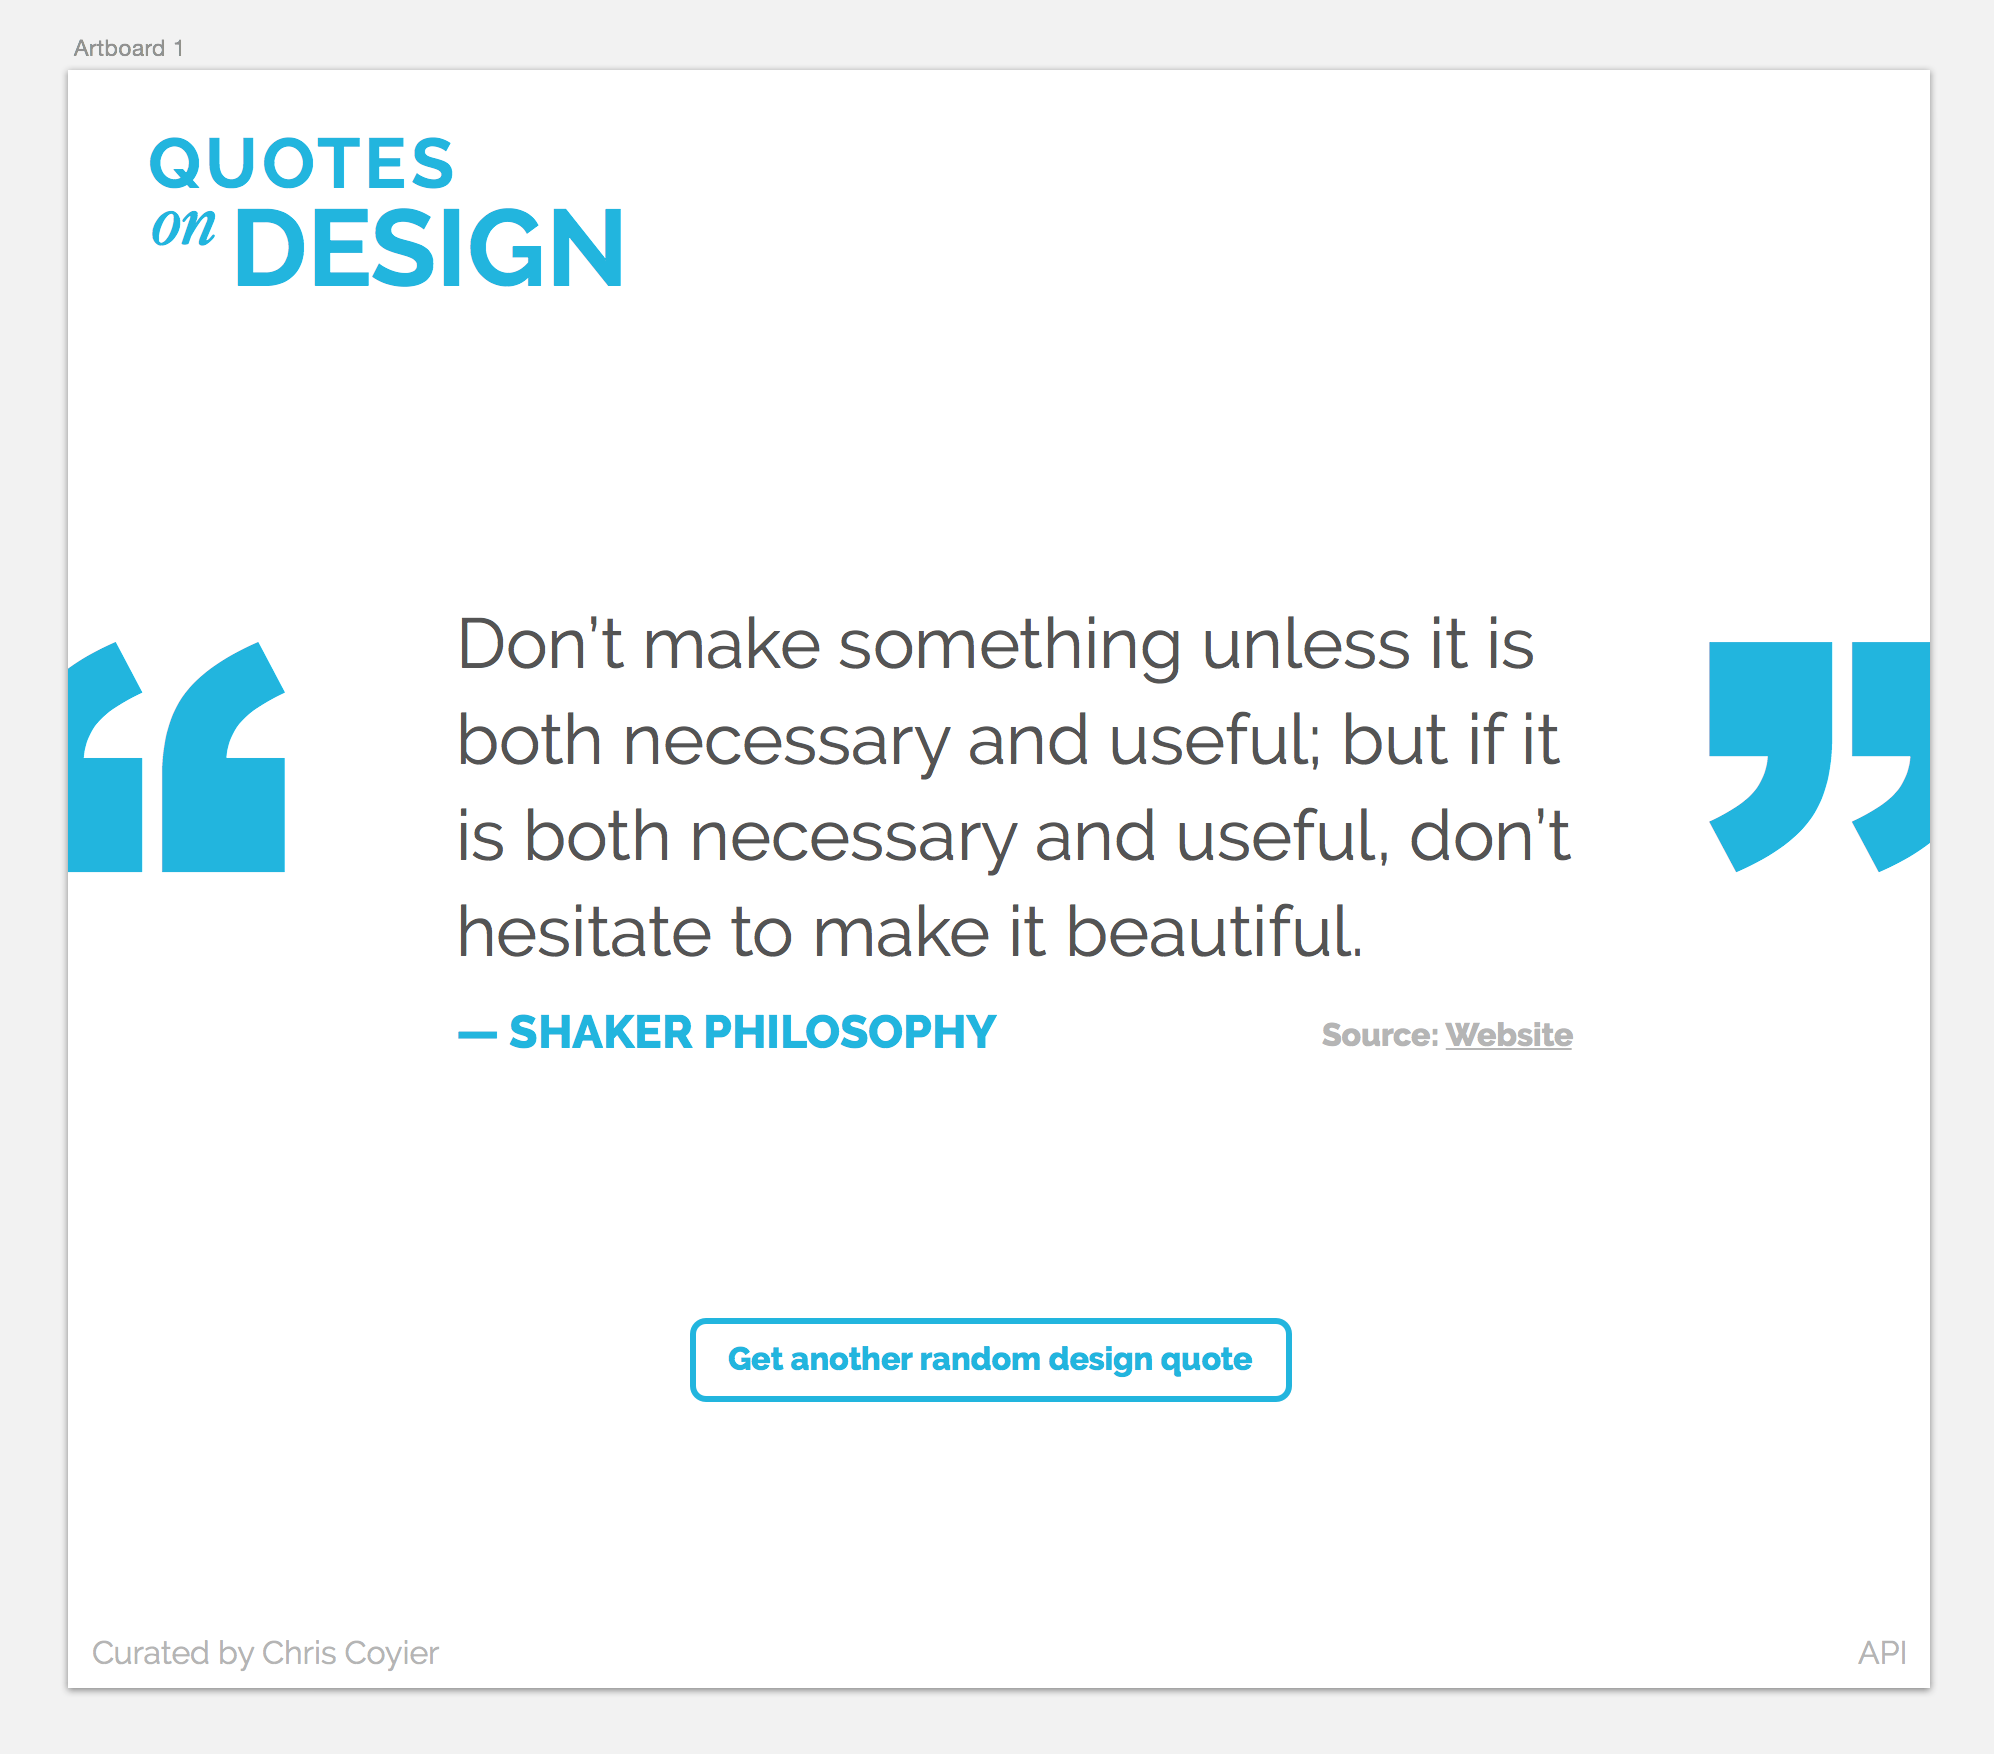 Artboard 1
QUOTES
on DESIGN
Don’t make something unless it is
both necessary and useful; but if it
is both necessary and useful, don’t
hesitate to make it beautiful.
— SHAKER PHILOSOPHY
Source: Website
Get another random design quote
Curated by Chris Coyier
API